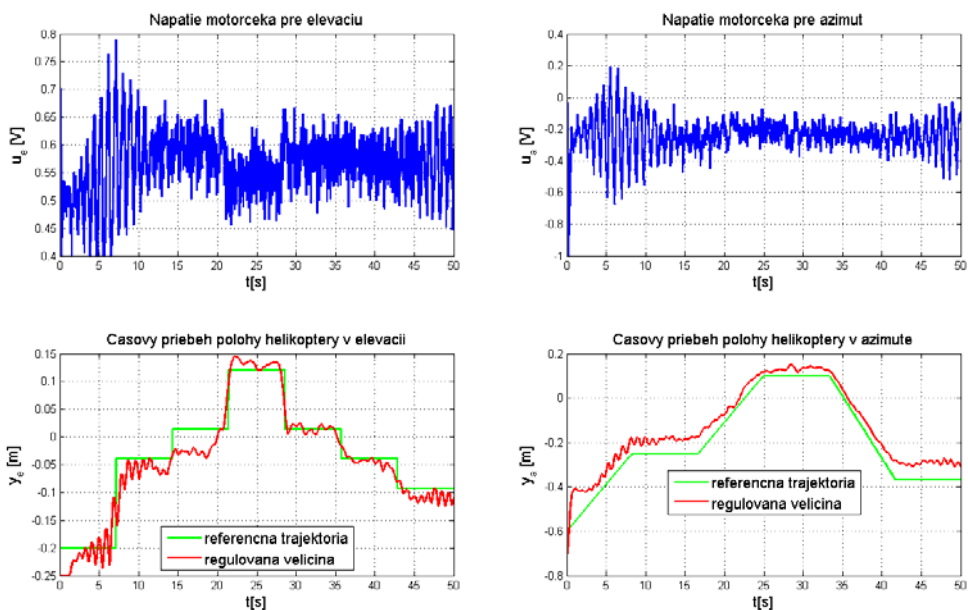 Napatie motorceka pre elevaciu
0.8
0.75
0.7
0.65
0.6
0.55
0.5
0.45
0.4
u_e [V]
0 5 10 15 20 25 30 35 40 45 50
t[s]
Napatie motorceka pre azimut
0.4
0.2
0
-0.2
-0.4
-0.6
-0.8
-1
u_a [V]
0 5 10 15 20 25 30 35 40 45 50
t[s]
Casovy priebeh polohy helikoptery v elevacii
0.15
0.1
0.05
0
-0.05
-0.1
-0.15
-0.2
-0.25
y_e [m]
referencna trajektoria
regulovana velicina
0 5 10 15 20 25 30 35 40 45 50
t[s]
Casovy priebeh polohy helikoptery v azimute
0.2
0
-0.2
-0.4
-0.6
-0.8
y_a [m]
referencna trajektoria
regulovana velicina
0 5 10 15 20 25 30 35 40 45 50
t[s]